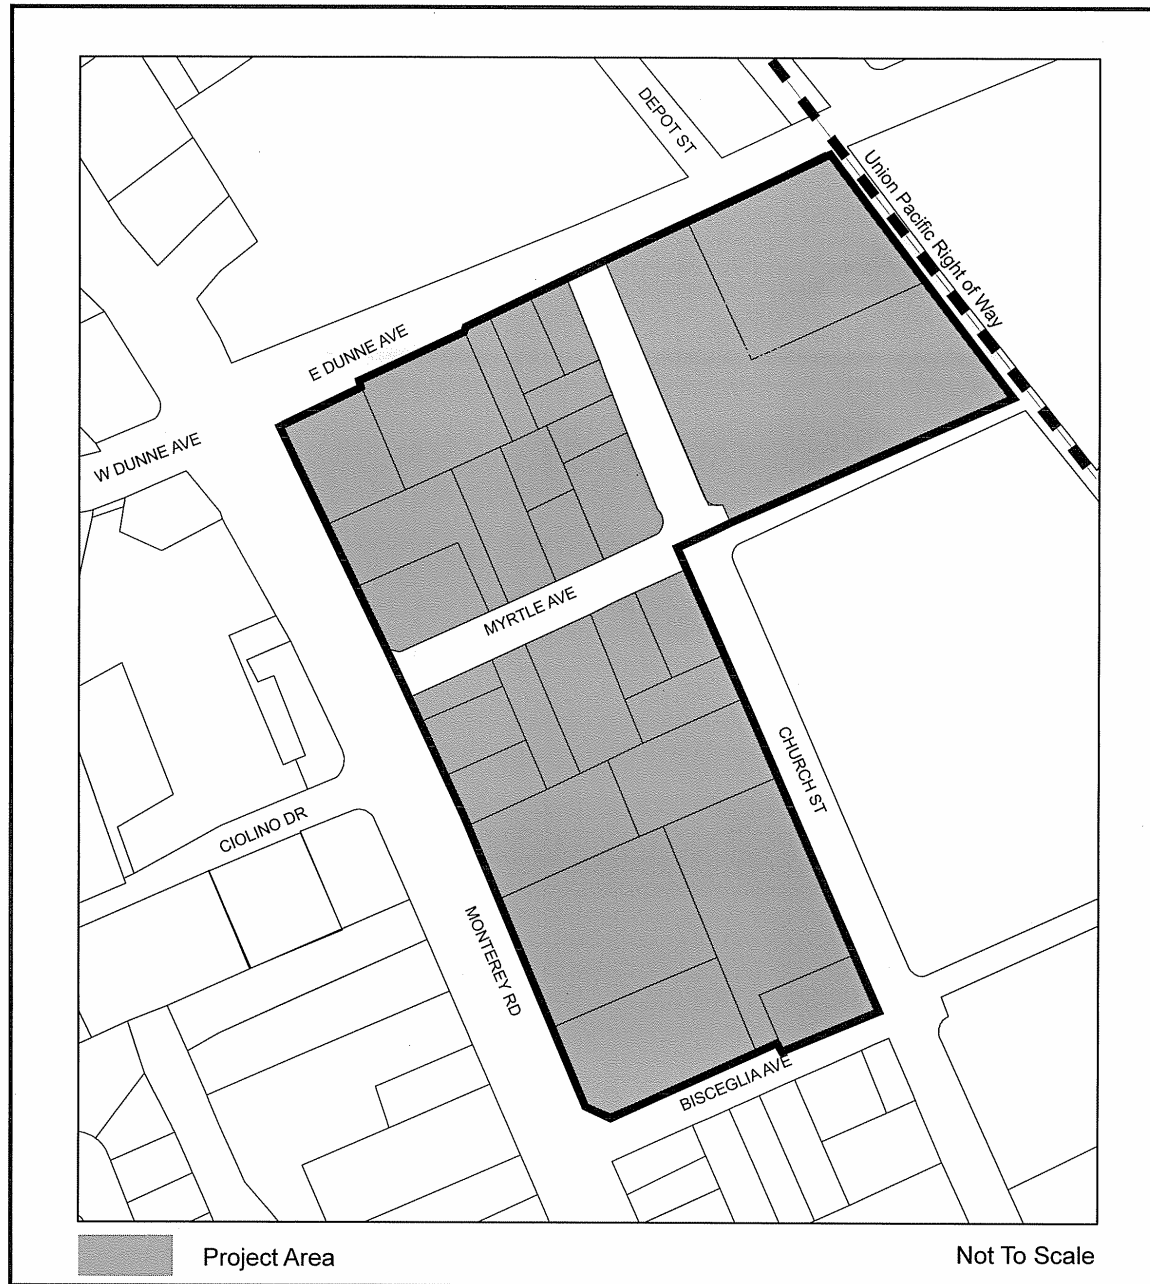 DEPOT ST
Union Pacific Right of Way
E DUNNE AVE
W DUNNE AVE
MYRTLE AVE
CHURCH ST
CIOLINO DR
MONTEREY RD
BISCEGLIA AVE
Project Area
Not To Scale